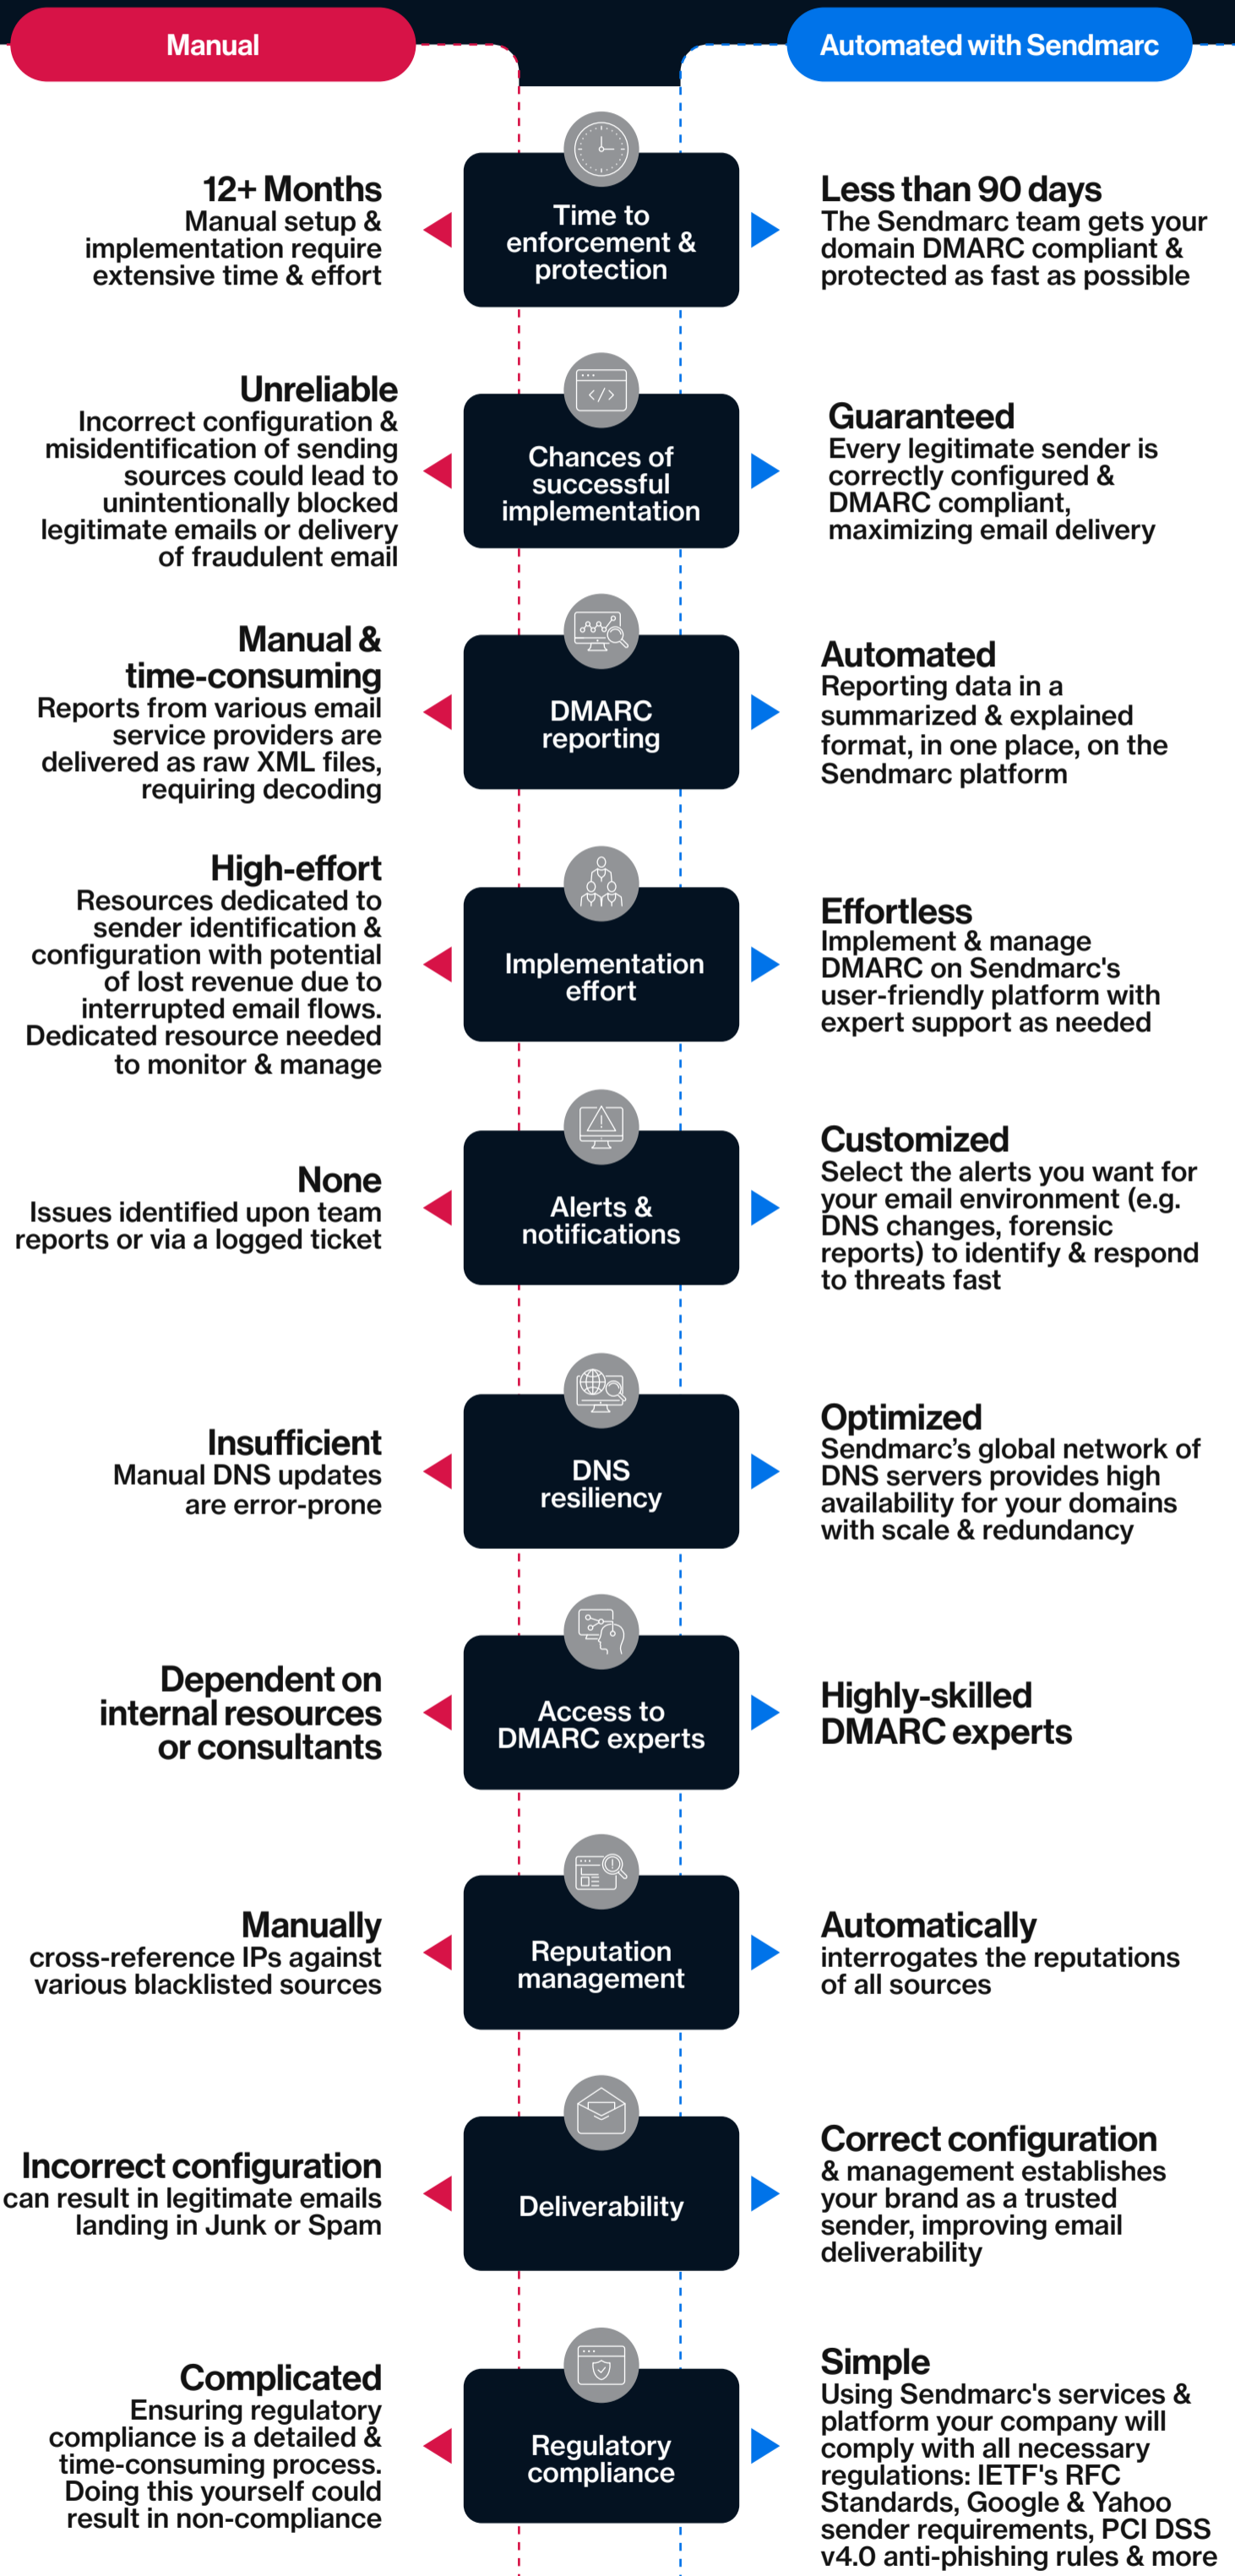 Manual
Automated with Sendmarc
12+ Months
Manual setup &
implementation require
extensive time & effort
Time to
enforcement &
protection
Less than 90 days
The Sendmarc team gets your
domain DMARC compliant &
protected as fast as possible
Unreliable
Incorrect configuration &
misidentification of sending
sources could lead to
unintentionally blocked
legitimate emails or delivery
of fraudulent email
Chances of
successful
implementation
Guaranteed
Every legitimate sender is
correctly configured &
DMARC compliant,
maximizing email delivery
Manual &
time-consuming
Reports from various email
service providers are
delivered as raw XML files,
requiring decoding
DMARC
reporting
Automated
Reporting data in a
summarized & explained
format, in one place, on the
Sendmarc platform
High-effort
Resources dedicated to
sender identification &
configuration with potential
of lost revenue due to
interrupted email flows.
Dedicated resource needed
to monitor & manage
Implementation
effort
Effortless
Implement & manage
DMARC on Sendmarc's
user-friendly platform with
expert support as needed
None
Issues identified upon team
reports or via a logged ticket
Alerts &
notifications
Customized
Select the alerts you want for
your email environment (e.g.
DNS changes, forensic
reports) to identify & respond
to threats fast
Insufficient
Manual DNS updates
are error-prone
DNS
resiliency
Optimized
Sendmarc’s global network of
DNS servers provides high
availability for your domains
with scale & redundancy
Dependent on
internal resources
or consultants
Access to
DMARC experts
Highly-skilled
DMARC experts
Manually
cross-reference IPs against
various blacklisted sources
Reputation
management
Automatically
interrogates the reputations
of all sources
Incorrect configuration
can result in legitimate emails
landing in Junk or Spam
Deliverability
Correct configuration
& management establishes
your brand as a trusted
sender, improving email
deliverability
Complicated
Ensuring regulatory
compliance is a detailed &
time-consuming process.
Doing this yourself could
result in non-compliance
Regulatory
compliance
Simple
Using Sendmarc's services &
platform your company will
comply with all necessary
regulations: IETF's RFC
Standards, Google & Yahoo
sender requirements, PCI DSS
v4.0 anti-phishing rules & more